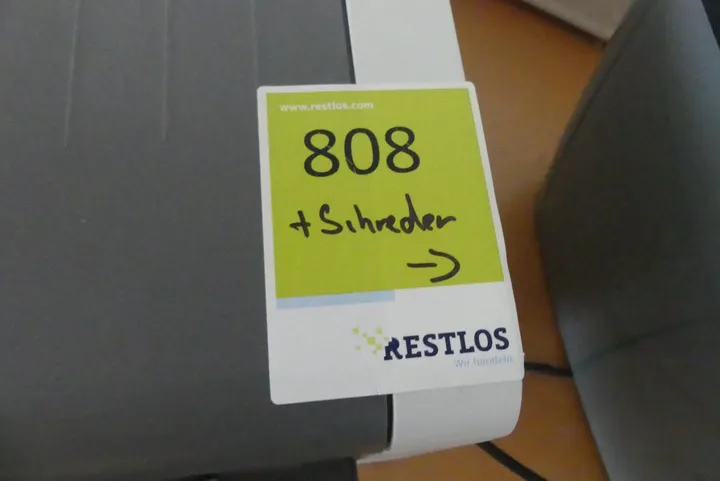 www.restlos.com
808
+ Schreder
→
RESTLOS
Wir handeln